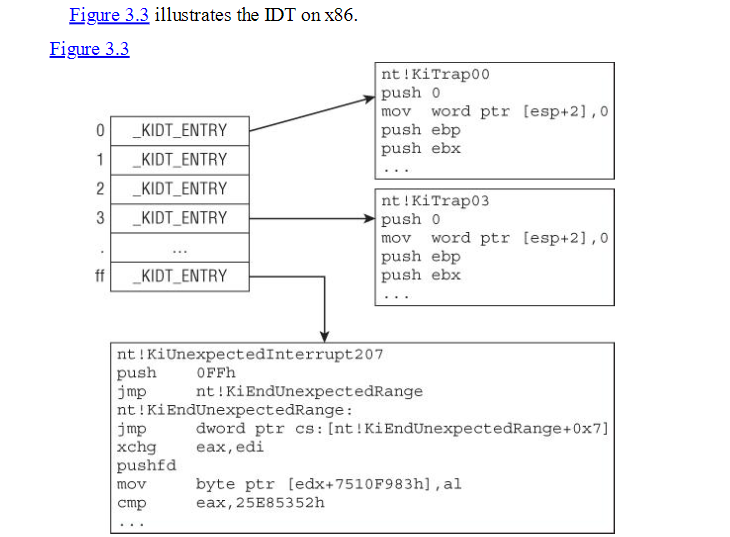 Figure 3.3 illustrates the IDT on x86.
Figure 3.3
0 _KIDT_ENTRY
1 _KIDT_ENTRY
2 _KIDT_ENTRY
3 _KIDT_ENTRY
. ...
ff _KIDT_ENTRY
nt!KiTrap00
push 0
mov word ptr [esp+2],0
push ebp
push ebx
...
nt!KiTrap03
push 0
mov word ptr [esp+2],0
push ebp
push ebx
...
nt!KiUnexpectedInterrupt207
push 0FFh
jmp nt!KiEndUnexpectedRange
nt!KiEndUnexpectedRange:
jmp dword ptr cs:[nt!KiEndUnexpectedRange+0x7]
xchg eax,edi
pushfd
mov byte ptr [edx+7510F983h],al
cmp eax,25E85352h
...